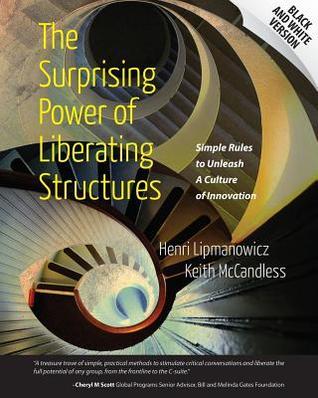 BLACK
AND WHITE
VERSION
The
Surprising
Power of
Liberating
Structures
Simple Rules
to Unleash
A Culture
of Innovation
Henri Lipmanowicz
Keith McCandless
"A treasure trove of simple, practical methods to stimulate critical conversations and liberate the
full potential of any group, from the frontline to the C-suite."
–Cheryl M Scott Global Programs Senior Advisor, Bill and Melinda Gates Foundation